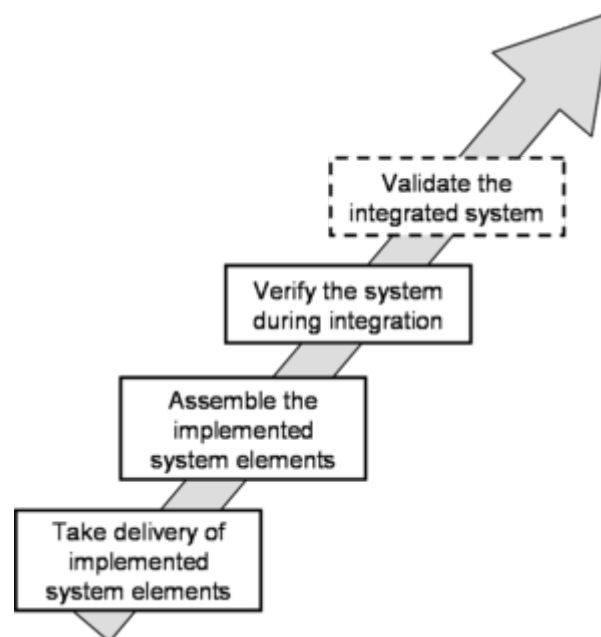 Validate the
integrated system
Verify the system
during integration
Assemble the
implemented
system elements
Take delivery of
implemented
system elements